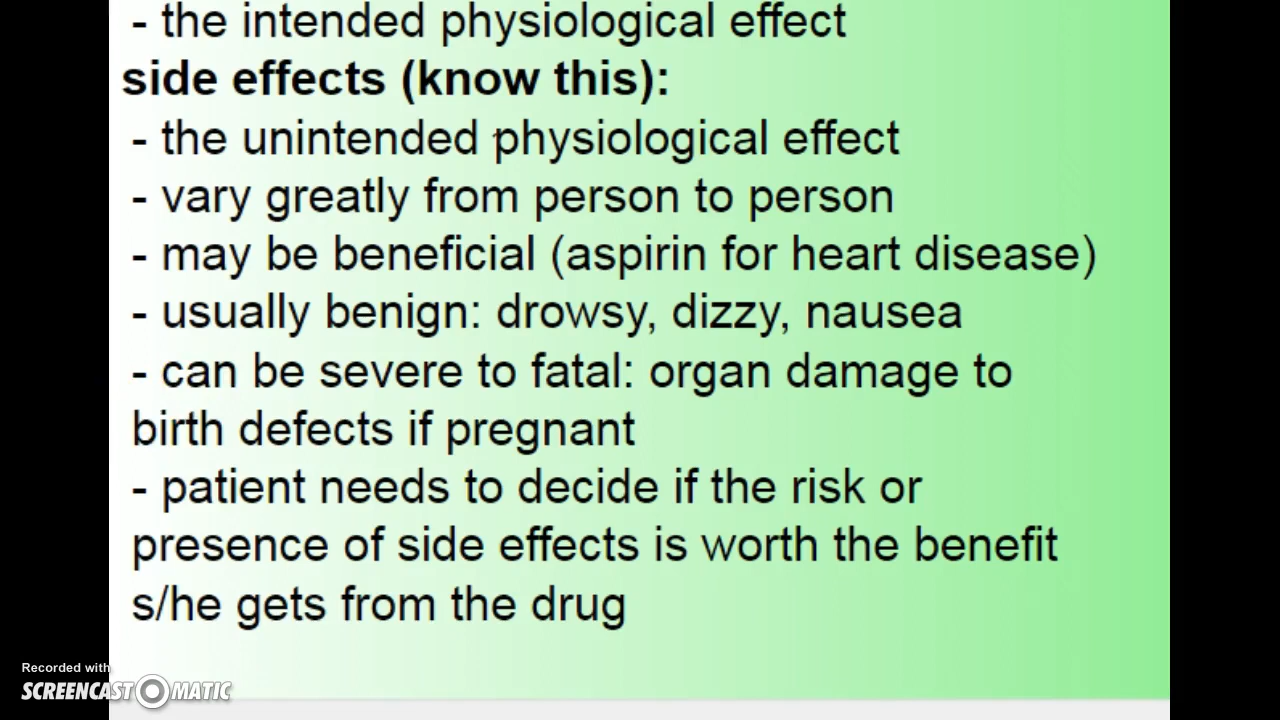 - the intended physiological effect
side effects (know this):
- the unintended physiological effect
- vary greatly from person to person
- may be beneficial (aspirin for heart disease)
- usually benign: drowsy, dizzy, nausea
- can be severe to fatal: organ damage to
birth defects if pregnant
- patient needs to decide if the risk or
presence of side effects is worth the benefit
s/he gets from the drug
Recorded with
SCREENCAST-O-MATIC